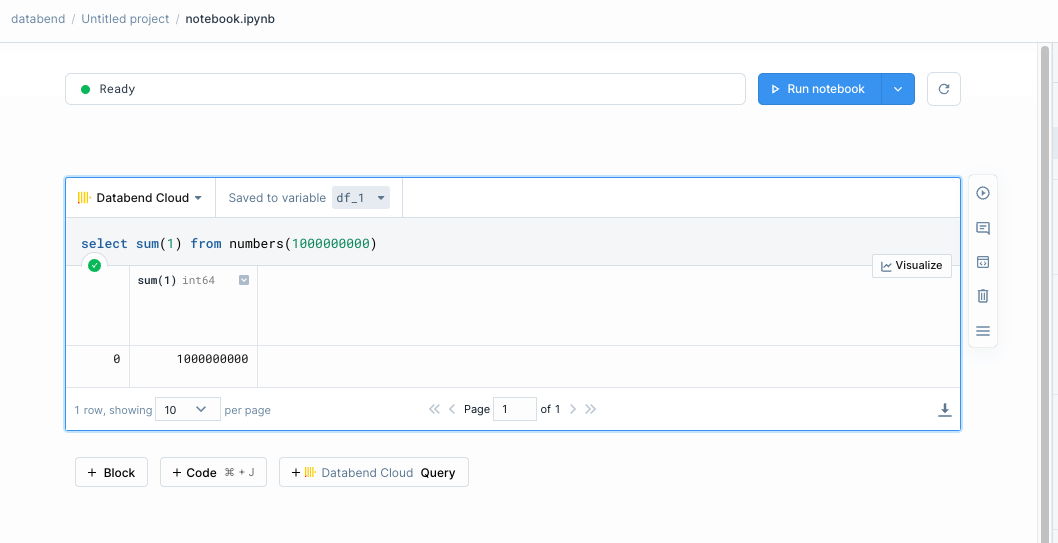 databend / Untitled project / notebook.ipynb
Ready
Run notebook
Databend Cloud
Saved to variable df_1
select sum(1) from numbers(1000000000)
Visualize
sum(1) int64
0 1000000000
1 row, showing 10 per page
Page 1 of 1
+ Block
+ Code ⌘ + J
+ Databend Cloud Query